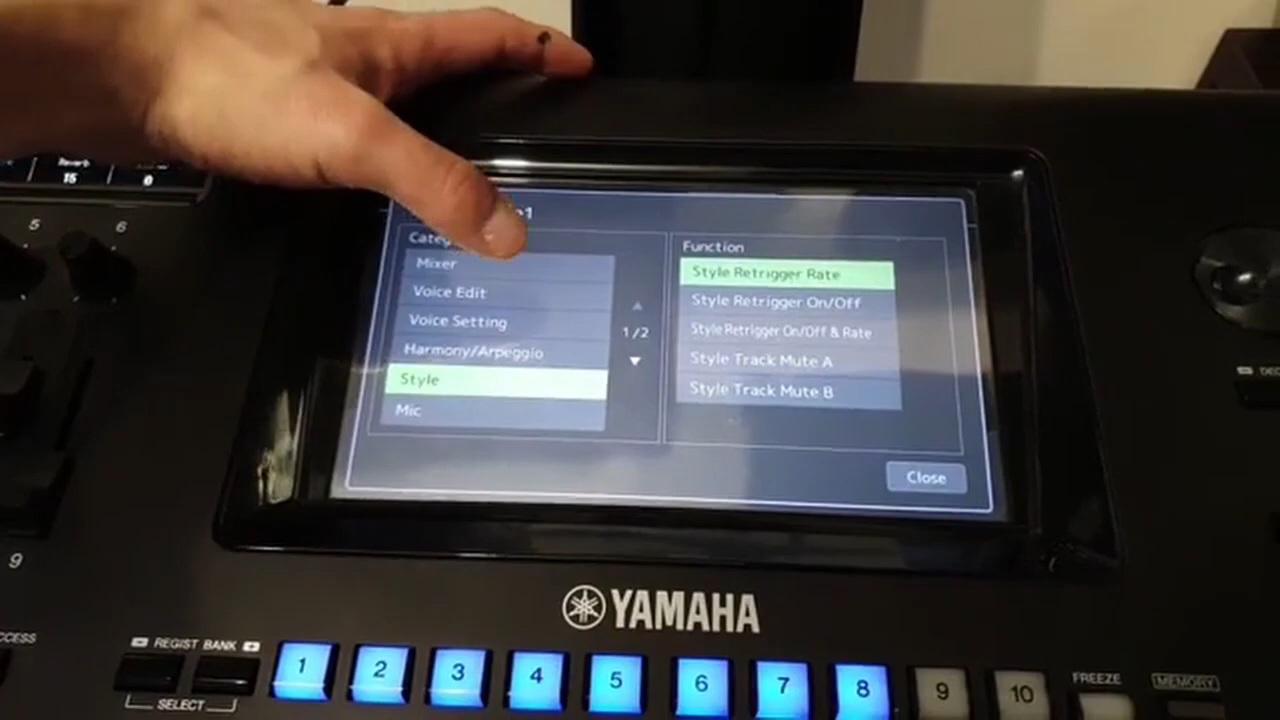 Reverb
15
0
5
6
1
Mixer
Voice Edit
Voice Setting
Harmony/Arpeggio
Style
Mic
1/2
Function
Style Retrigger Rate
Style Retrigger On/Off
Style Retrigger On/Off & Rate
Style Track Mute A
Style Track Mute B
Close
9
YAMAHA
REGIST BANK
SELECT
1 2 3 4 5 6 7 8 9 10
FREEZE
MEMORY